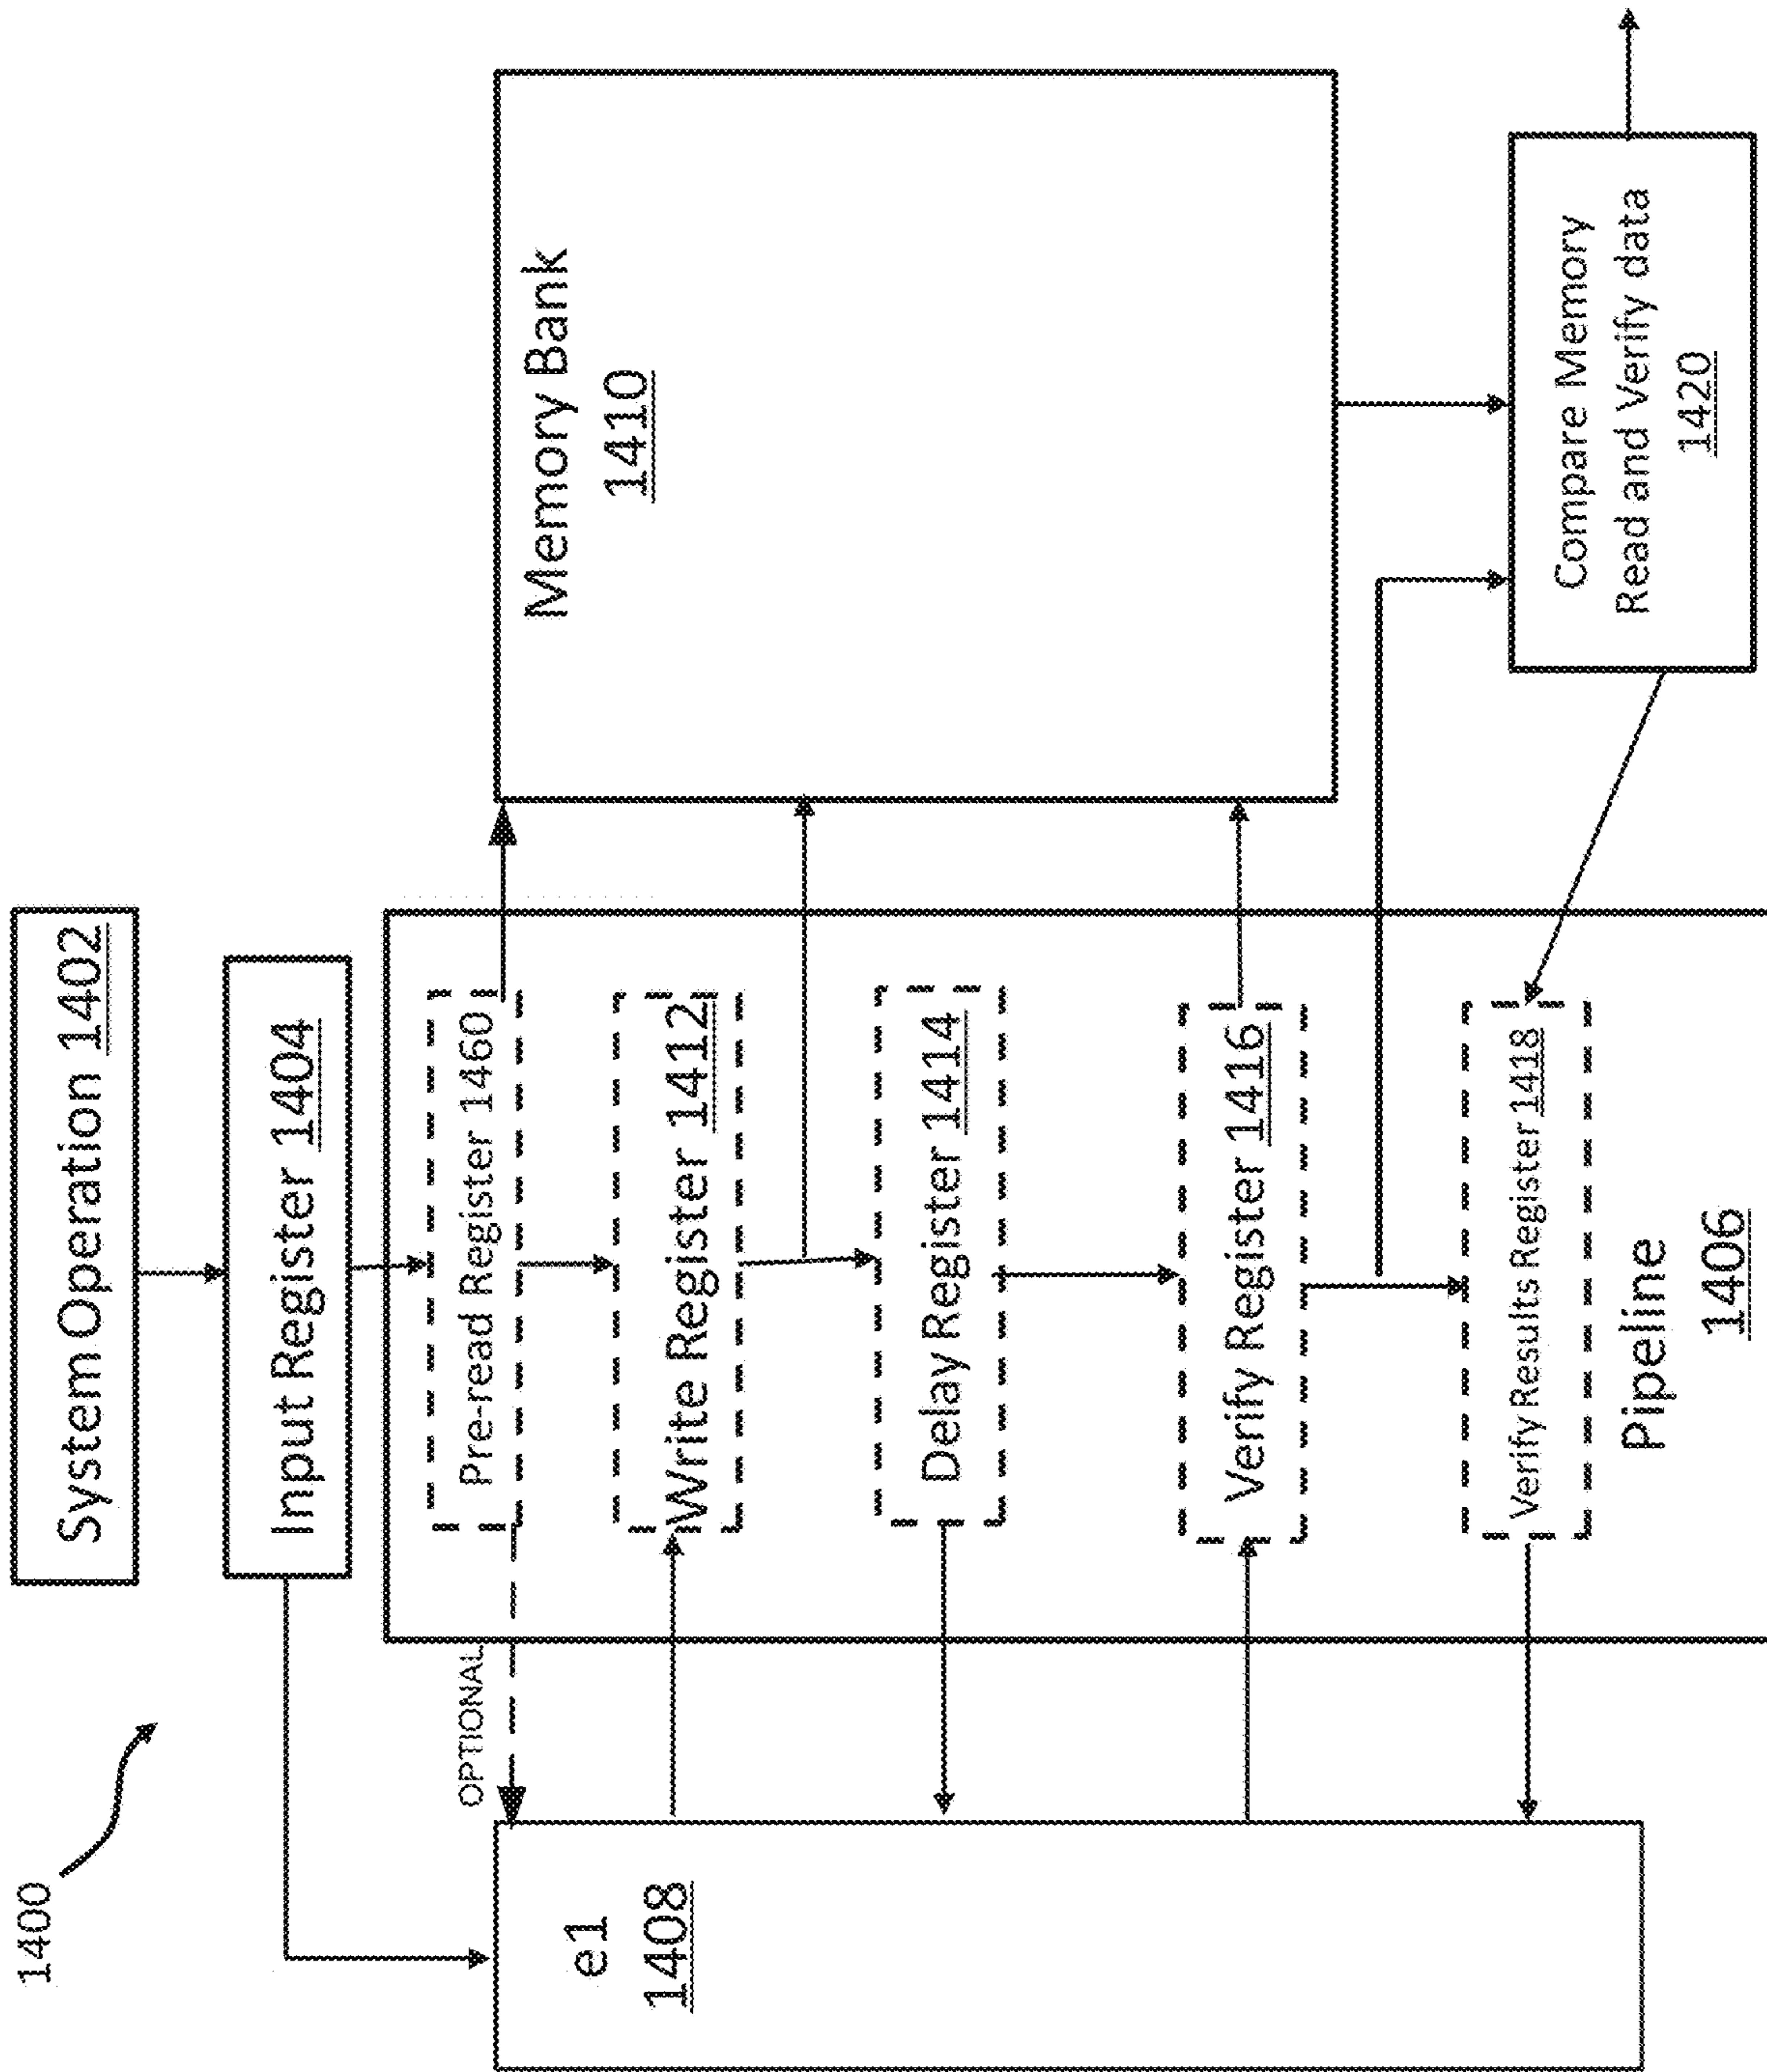 1400
System Operation 1402
Input Register 1404
OPTIONAL
Pre-read Register 1460
e1
1408
Write Register 1412
Memory Bank
1410
Delay Register 1414
Verify Register 1416
Verify Results Register 1418
Pipeline
1406
Compare Memory
Read and Verify data
1420